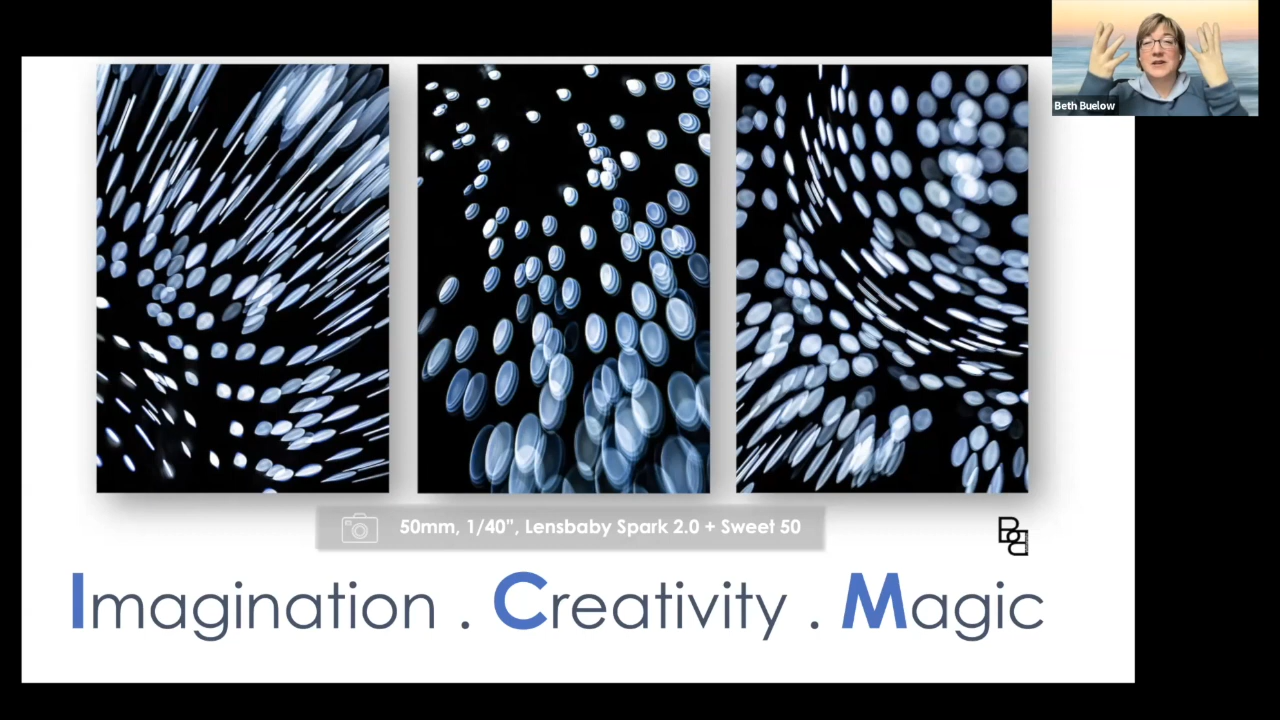 Beth Buelow
50mm, 1/40", Lensbaby Spark 2.0 + Sweet 50
Imagination . Creativity . Magic